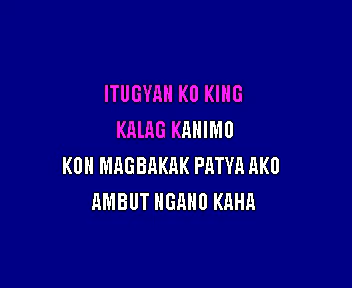 ITUGYAN KO KING
KALAG KANIMO
KON MAGBAKAK PATYA AKO
AMBUT NGANO KAHA